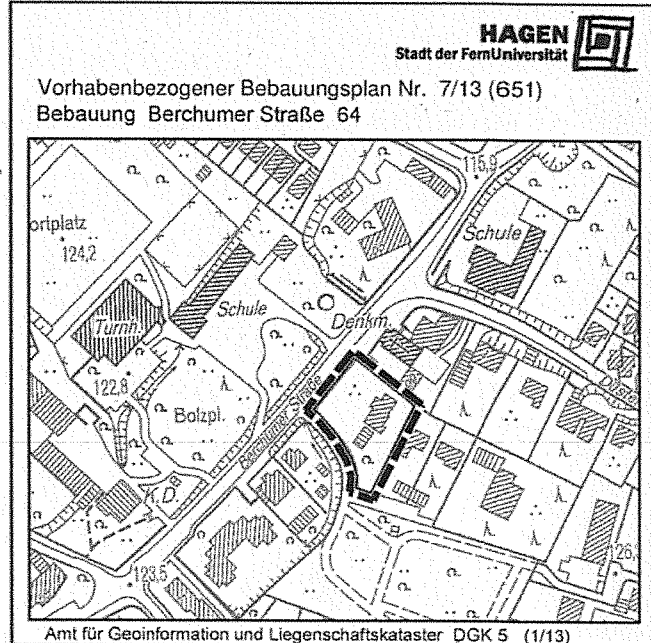 HAGEN
Stadt der FernUniversität
Vorhabenbezogener Bebauungsplan Nr. 7/13 (651)
Bebauung Berchumer Straße 64
115,9
ortplatz
124,2
Schule
Schule
Denkm.
Turnh.
122,8
Bolzpl.
Berchumer Straße
K.D.
123,5
126,
Amt für Geoinformation und Liegenschaftskataster DGK 5 (1/13)